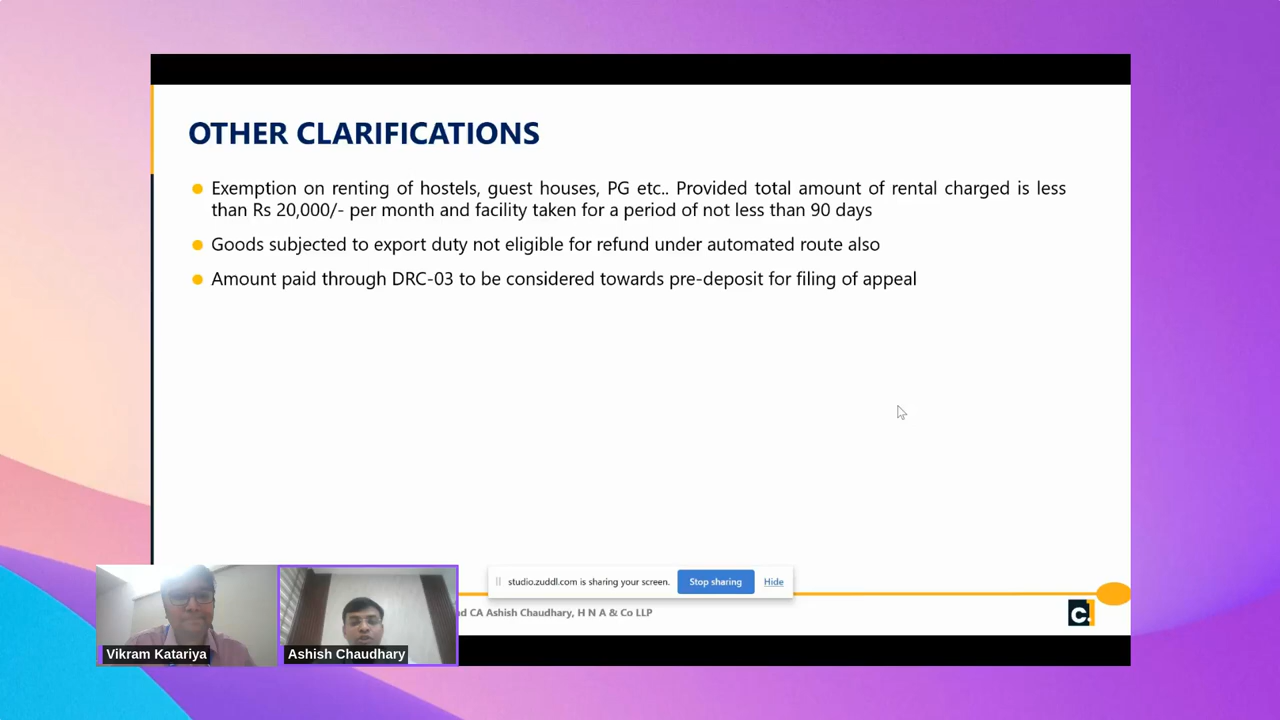 OTHER CLARIFICATIONS
Exemption on renting of hostels, guest houses, PG etc.. Provided total amount of rental charged is less
than Rs 20,000/- per month and facility taken for a period of not less than 90 days
Goods subjected to export duty not eligible for refund under automated route also
Amount paid through DRC-03 to be considered towards pre-deposit for filing of appeal
studio.zuddl.com is sharing your screen. Stop sharing Hide
CA Ashish Chaudhary, H N A & Co LLP
C.
Vikram Katariya
Ashish Chaudhary